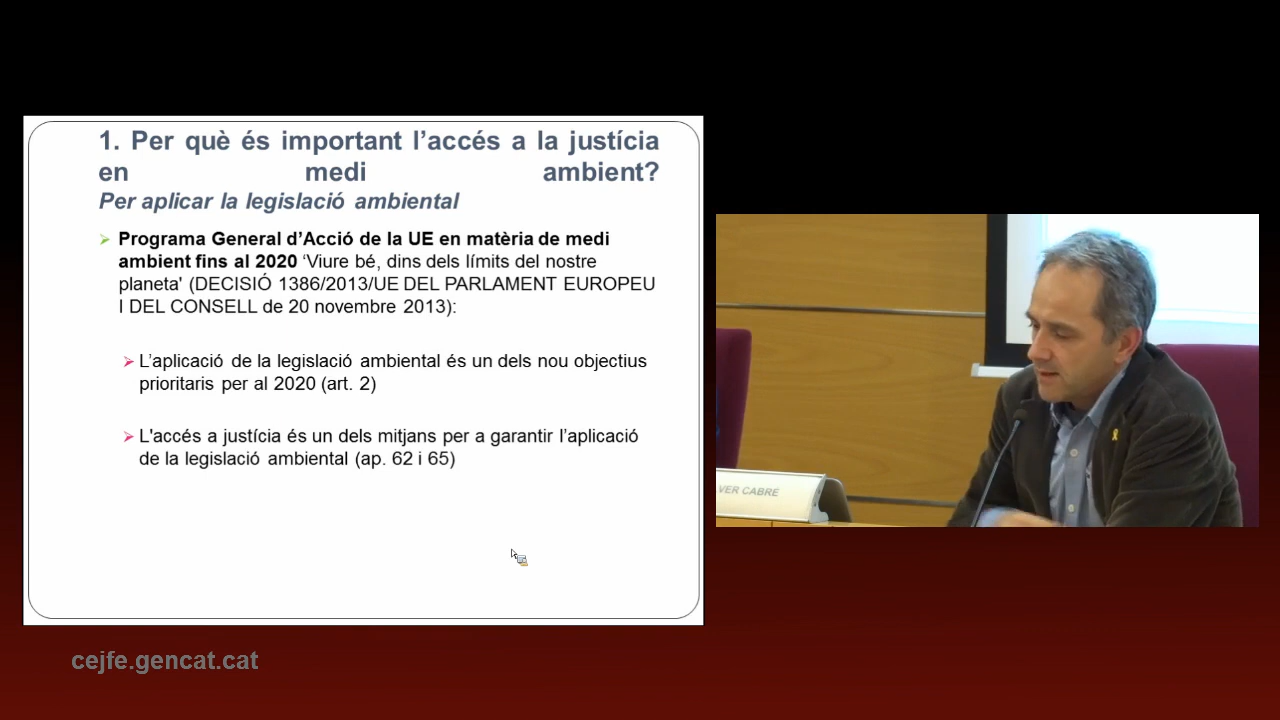 1. Per què és important l’accés a la justícia
en medi ambient?
Per aplicar la legislació ambiental
Programa General d’Acció de la UE en matèria de medi
ambient fins al 2020 ‘Viure bé, dins dels límits del nostre
planeta' (DECISIÓ 1386/2013/UE DEL PARLAMENT EUROPEU
I DEL CONSELL de 20 novembre 2013):
L’aplicació de la legislació ambiental és un dels nou objectius
prioritaris per al 2020 (art. 2)
L'accés a justícia és un dels mitjans per a garantir l’aplicació
de la legislació ambiental (ap. 62 i 65)
VER CABRÉ
cejfe.gencat.cat